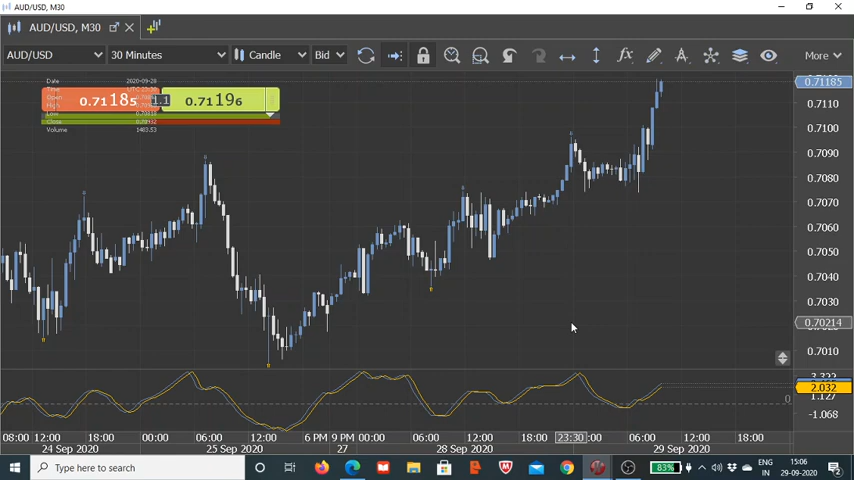 AUD/USD, M30
AUD/USD, M30
AUD/USD 30 Minutes Candle Bid More
Date 2020-09-28
Time
Open
High
Low
Close
Volume 1483.53
0.71185 1.1 0.71196
0.71185
0.7110
0.7100
0.7090
0.7080
0.7070
0.7060
0.7050
0.7040
0.7030
0.70214
0.7010
2.032
1.127
-1.068
0
08:00 12:00 18:00 00:00 06:00 12:00 6 PM 9 PM 00:00 06:00 12:00 18:00 23:30 06:00 12:00 18:00
24 Sep 2020 25 Sep 2020 27 28 Sep 2020 29 Sep 2020
Type here to search
83%
ENG
IN
15:06
29-09-2020
2